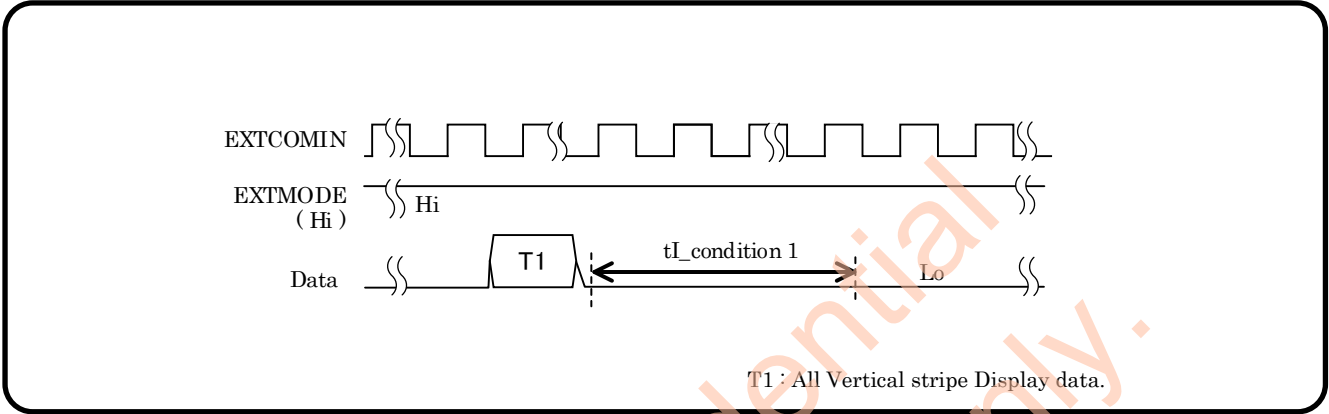 EXTCOMIN
EXTMODE
( Hi )
Hi
Data
T1
tI_condition 1
Lo
T1 : All Vertical stripe Display data.